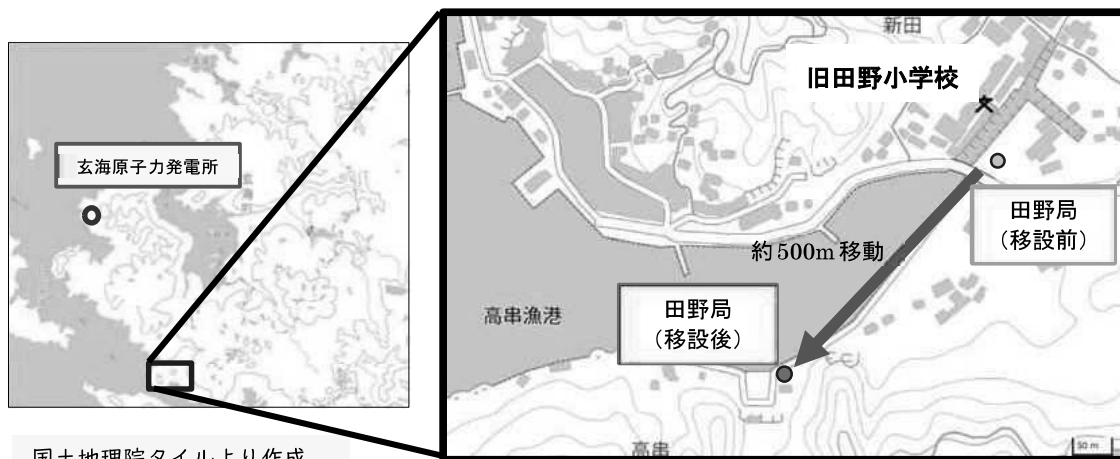 玄海原子力発電所
新田
旧田野小学校
田野局
（移設前）
約500m移動
田野局
（移設後）
高串漁港
高串
50 m
国土地理院タイルより作成